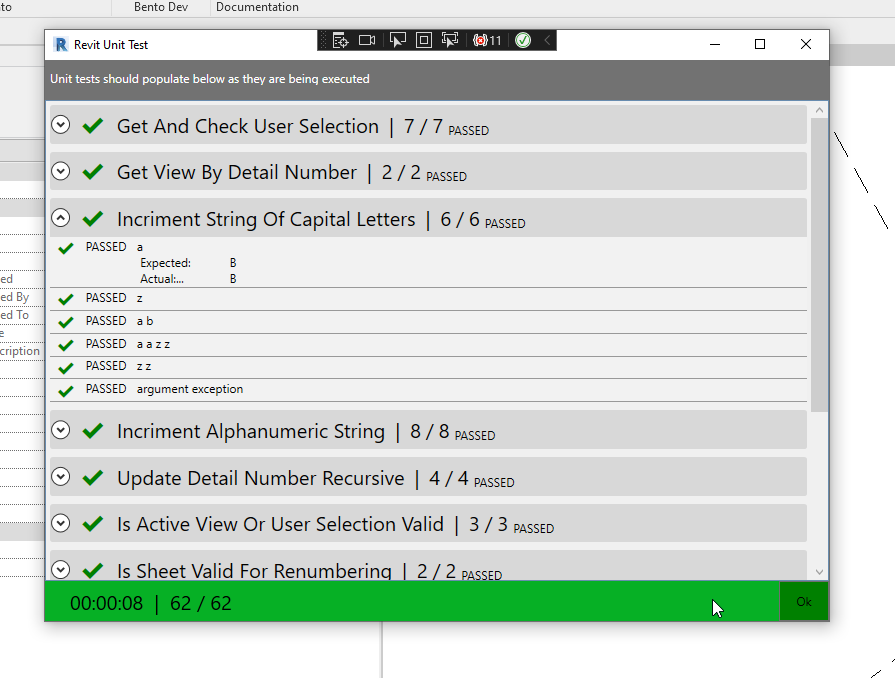 nto
Bento Dev
Documentation
R Revit Unit Test
11
Unit tests should populate below as they are being executed
Get And Check User Selection | 7 / 7 PASSED
Get View By Detail Number | 2 / 2 PASSED
Incriment String Of Capital Letters | 6 / 6 PASSED
PASSED a
Expected: B
Actual:... B
PASSED z
PASSED a b
PASSED a a z z
PASSED z z
PASSED argument exception
Incriment Alphanumeric String | 8 / 8 PASSED
Update Detail Number Recursive | 4 / 4 PASSED
Is Active View Or User Selection Valid | 3 / 3 PASSED
Is Sheet Valid For Renumbering | 2 / 2 PASSED
00:00:08 | 62 / 62
Ok
ed
ed By
ed To
e
cription